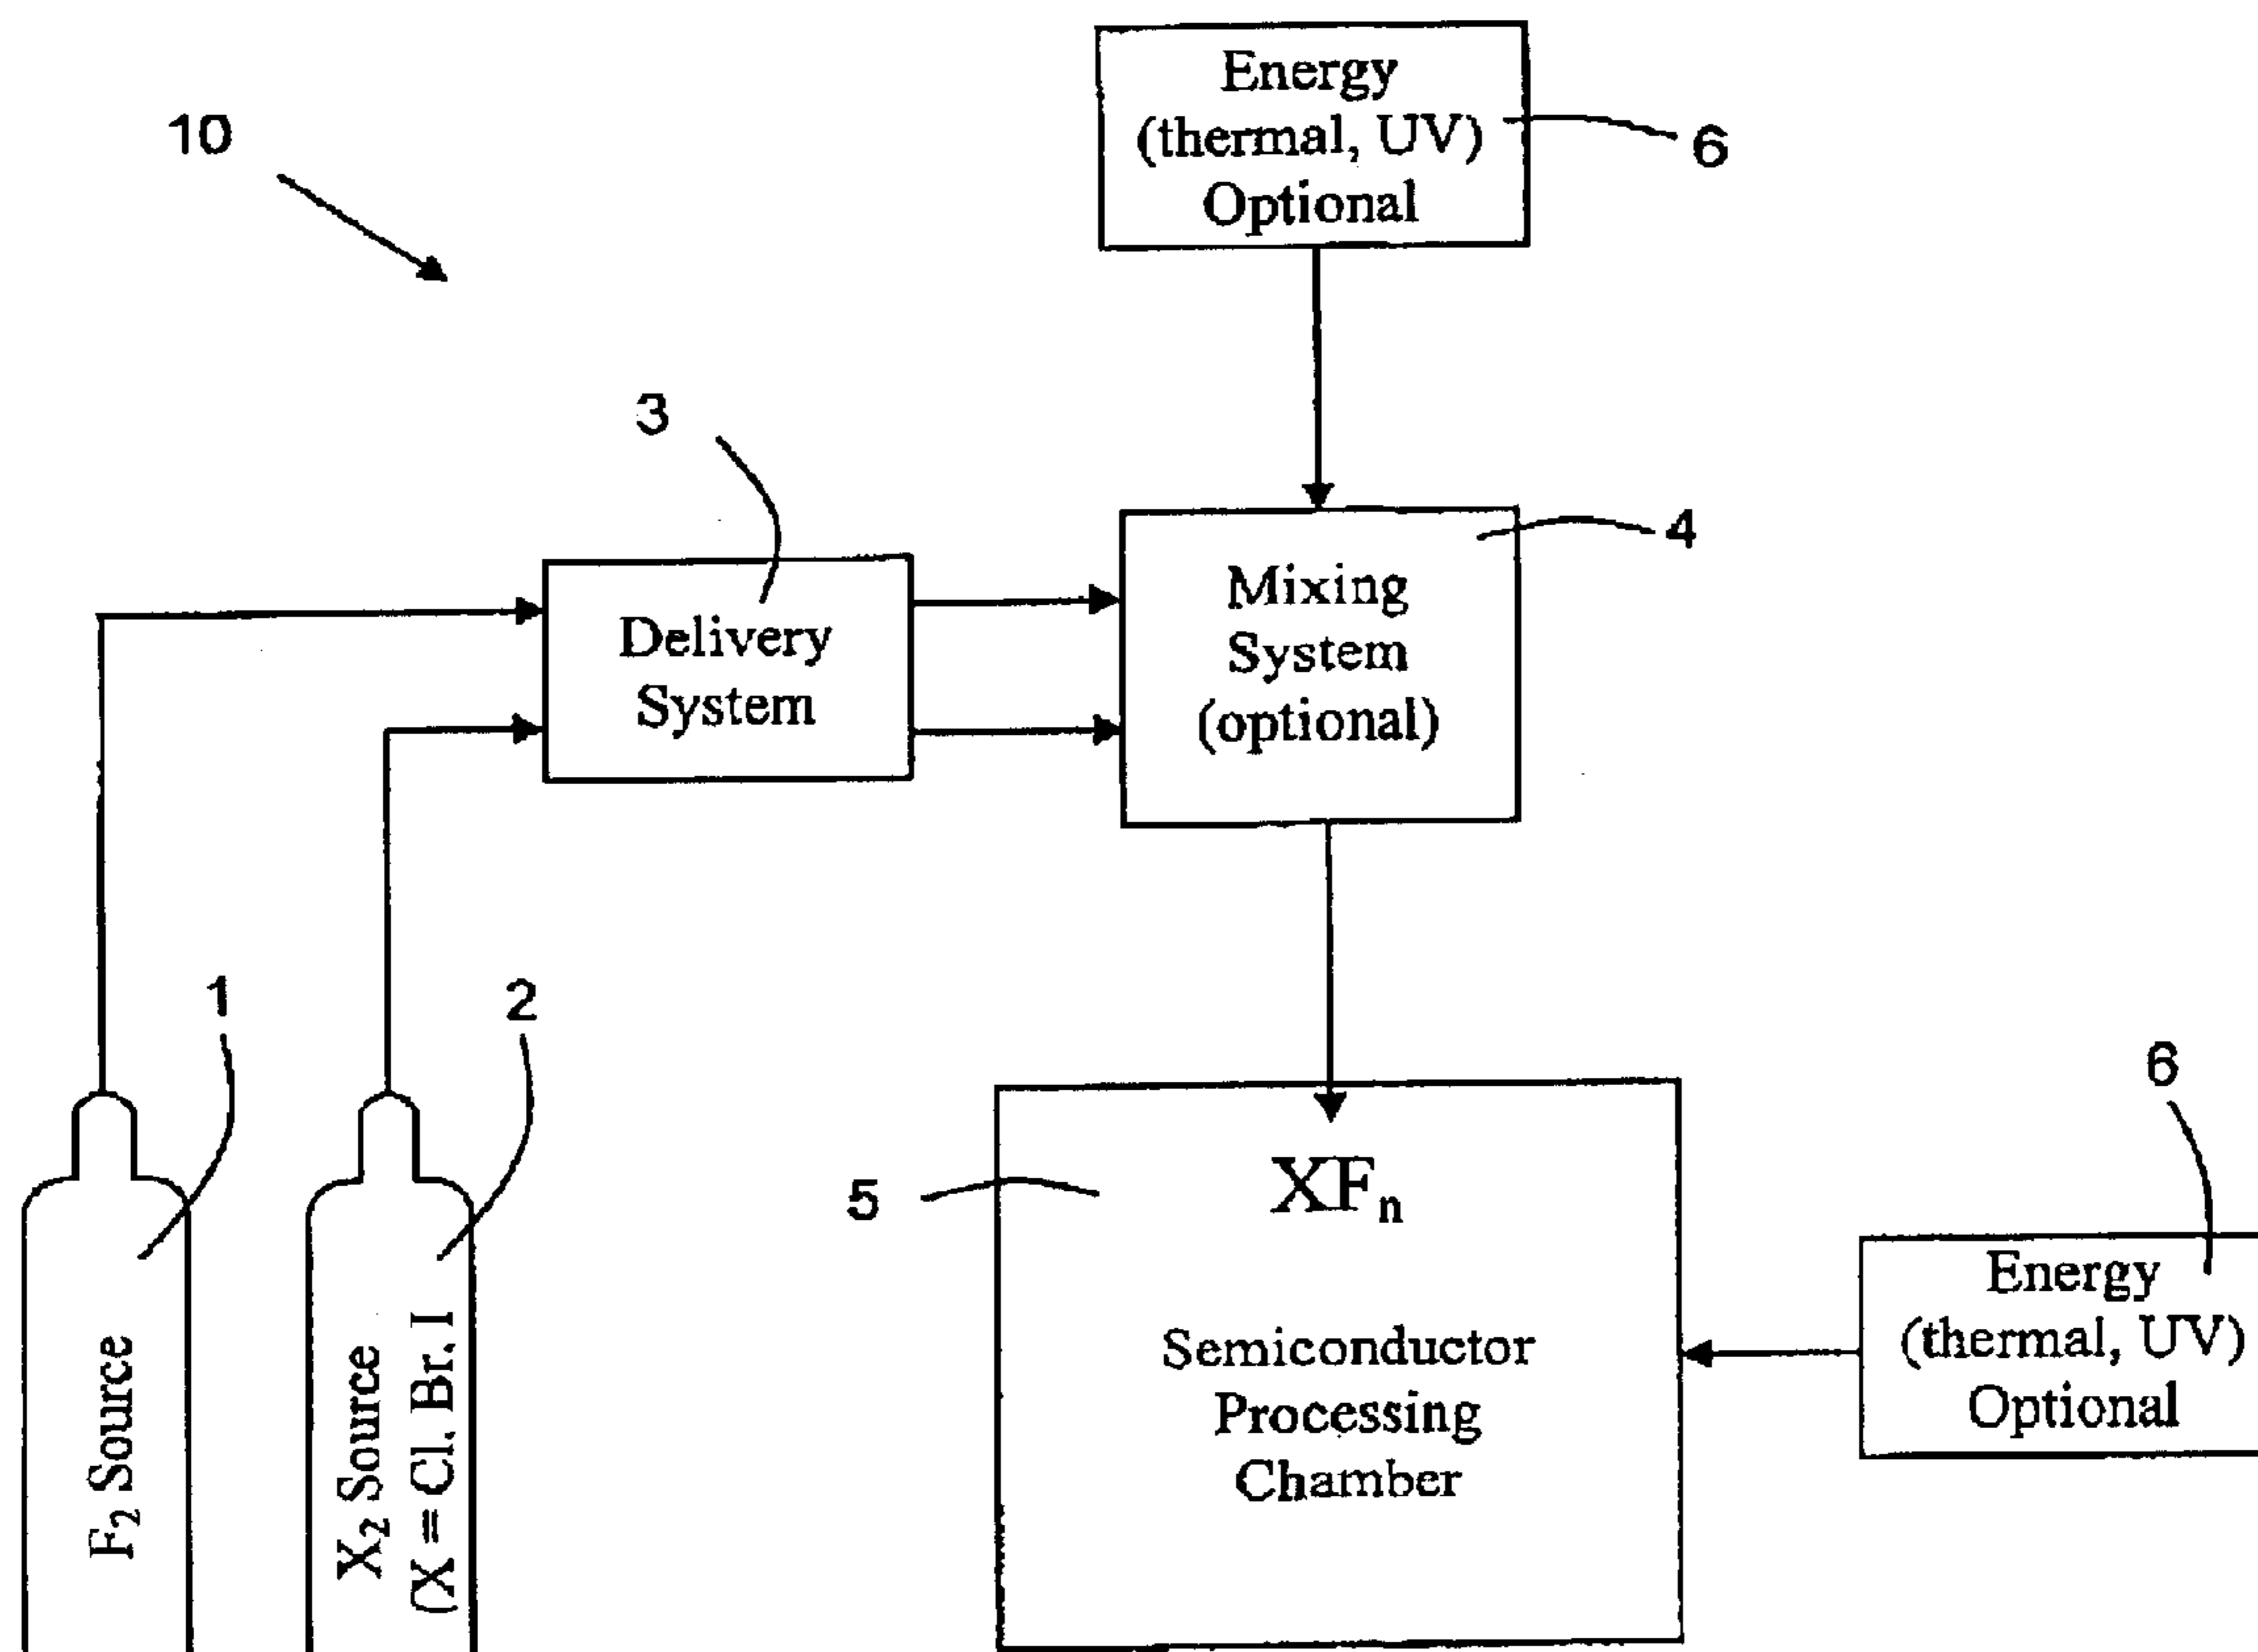 Energy
(thermal, UV)
Optional
6
10
3
4
Delivery
System
Mixing
System
(optional)
1
2
6
5
XFₙ
Semiconductor
Processing
Chamber
Energy
(thermal, UV)
Optional
F₂ Source
X₂ Source
(X = Cl, Br, I